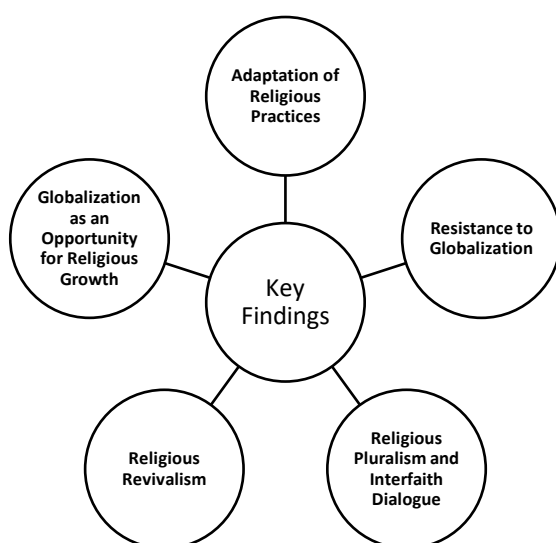 Adaptation of
Religious
Practices
Globalization
as an
Opportunity
for Religious
Growth
Resistance to
Globalization
Key
Findings
Religious
Revivalism
Religious
Pluralism and
Interfaith
Dialogue